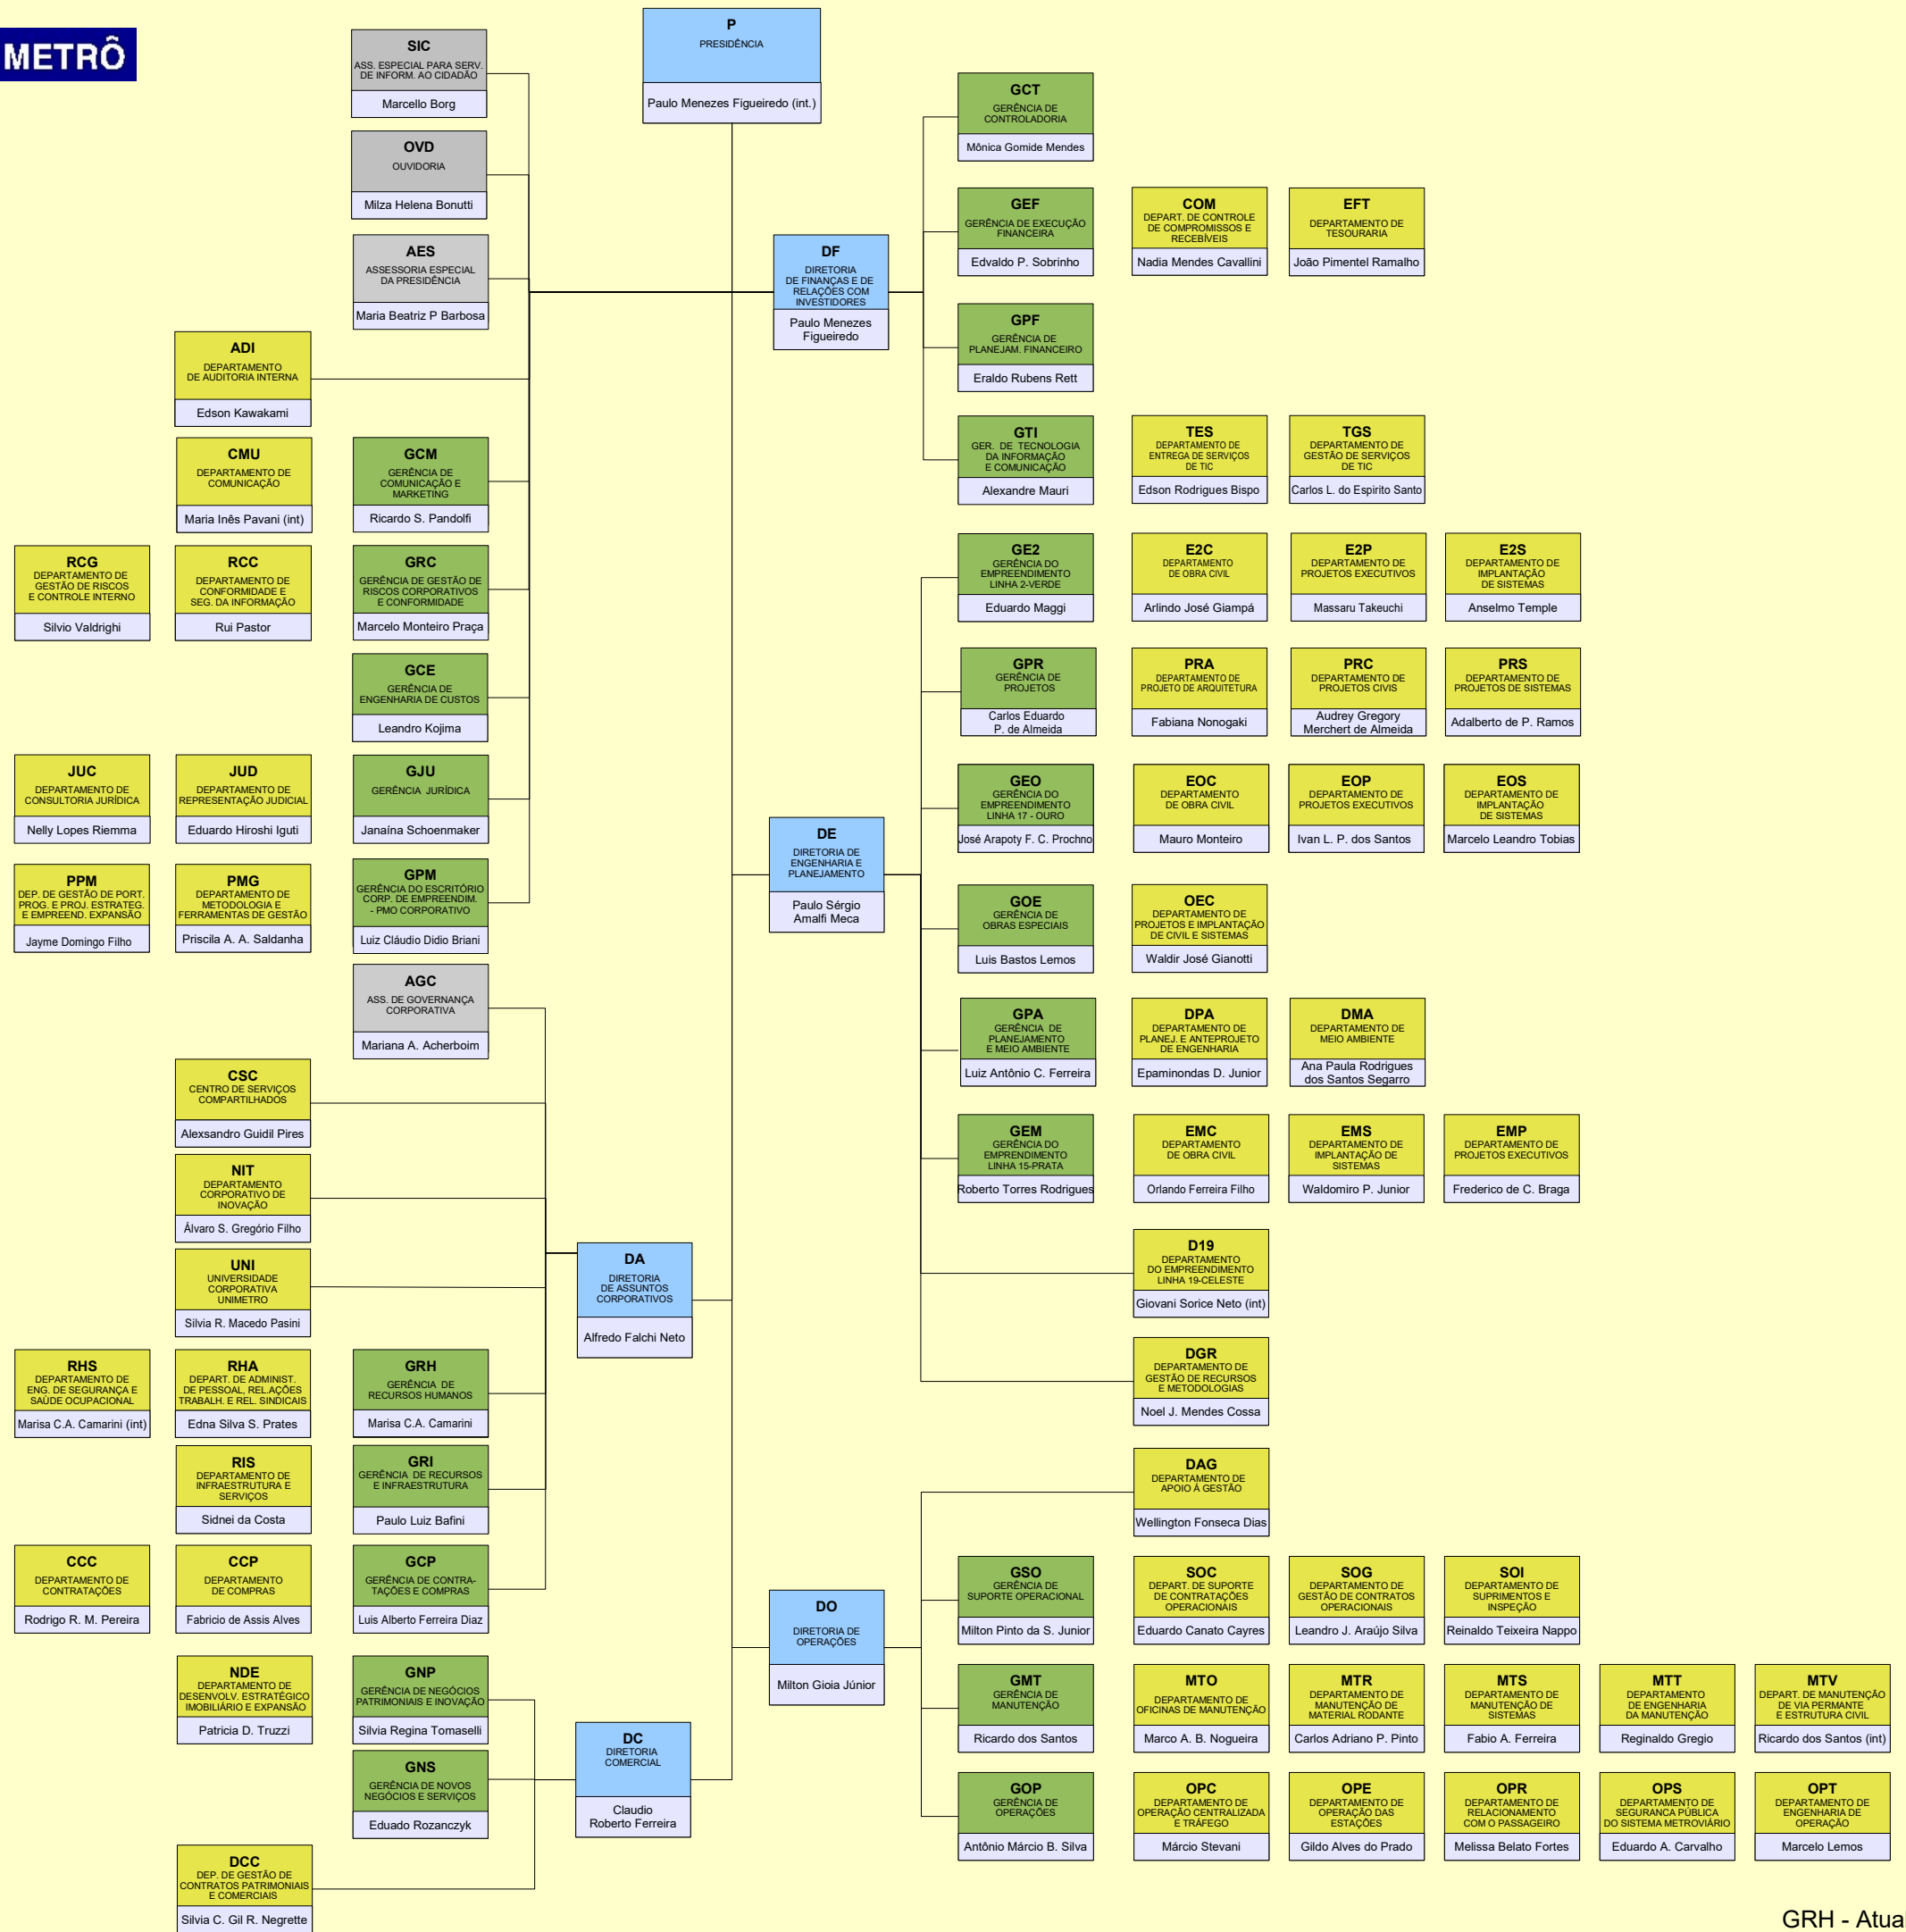 METRÔ
P
PRESIDÊNCIA
Paulo Menezes Figueiredo (int.)
SIC
ASS. ESPECIAL PARA SERV.
DE INFORM. AO CIDADÃO
Marcello Borg
OVD
OUVIDORIA
Milza Helena Bonutti
AES
ASSESSORIA ESPECIAL
DA PRESIDÊNCIA
Maria Beatriz P Barbosa
ADI
DEPARTAMENTO
DE AUDITORIA INTERNA
Edson Kawakami
CMU
DEPARTAMENTO DE
COMUNICAÇÃO
Maria Inês Pavani (int)
GCM
GERÊNCIA DE
COMUNICAÇÃO E
MARKETING
Ricardo S. Pandolfi
RCG
DEPARTAMENTO DE
GESTÃO DE RISCOS
E CONTROLE INTERNO
Silvio Valdrighi
RCC
DEPARTAMENTO DE
CONFORMIDADE E
SEG. DA INFORMAÇÃO
Rui Pastor
GRC
GERÊNCIA DE GESTÃO DE
RISCOS CORPORATIVOS
E CONFORMIDADE
Marcelo Monteiro Praça
GCE
GERÊNCIA DE
ENGENHARIA DE CUSTOS
Leandro Kojima
JUC
DEPARTAMENTO DE
CONSULTORIA JURÍDICA
Nelly Lopes Riemma
JUD
DEPARTAMENTO DE
REPRESENTAÇÃO JUDICIAL
Eduardo Hiroshi Iguti
GJU
GERÊNCIA JURÍDICA
Janaína Schoenmaker
PPM
DEP. DE GESTÃO DE PORT.
PROG. E PROJ. ESTRATEG.
E EMPREEND. EXPANSÃO
Jayme Domingo Filho
PMG
DEPARTAMENTO DE
METODOLOGIA E
FERRAMENTAS DE GESTÃO
Priscila A. A. Saldanha
GPM
GERÊNCIA DO ESCRITÓRIO
CORP. DE EMPREENDIM.
- PMO CORPORATIVO
Luiz Cláudio Didio Briani
AGC
ASS. DE GOVERNANÇA
CORPORATIVA
Mariana A. Acherboim
CSC
CENTRO DE SERVIÇOS
COMPARTILHADOS
Alexsandro Guidil Pires
NIT
DEPARTAMENTO
CORPORATIVO DE
INOVAÇÃO
Álvaro S. Gregório Filho
UNI
UNIVERSIDADE
CORPORATIVA
UNIMETRO
Silvia R. Macedo Pasini
DA
DIRETORIA
DE ASSUNTOS
CORPORATIVOS
Alfredo Falchi Neto
RHS
DEPARTAMENTO DE
ENG. DE SEGURANÇA E
SAÚDE OCUPACIONAL
Marisa C.A. Camarini (int)
RHA
DEPART. DE ADMINIST.
DE PESSOAL, REL.AÇÕES
TRABALH. E REL. SINDICAIS
Edna Silva S. Prates
GRH
GERÊNCIA DE
RECURSOS HUMANOS
Marisa C.A. Camarini
RIS
DEPARTAMENTO DE
INFRAESTRUTURA E
SERVIÇOS
Sidnei da Costa
GRI
GERÊNCIA DE RECURSOS
E INFRAESTRUTURA
Paulo Luiz Bafini
CCC
DEPARTAMENTO DE
CONTRATAÇÕES
Rodrigo R. M. Pereira
CCP
DEPARTAMENTO
DE COMPRAS
Fabricio de Assis Alves
GCP
GERÊNCIA DE CONTRA-
TAÇÕES E COMPRAS
Luis Alberto Ferreira Diaz
NDE
DEPARTAMENTO DE
DESENVOLV. ESTRATÉGICO
IMOBILIÁRIO E EXPANSÃO
Patricia D. Truzzi
GNP
GERÊNCIA DE NEGÓCIOS
PATRIMONIAIS E INOVAÇÃO
Silvia Regina Tomaselli
GNS
GERÊNCIA DE NOVOS
NEGÓCIOS E SERVIÇOS
Eduado Rozanczyk
DC
DIRETORIA
COMERCIAL
Claudio
Roberto Ferreira
DCC
DEP. DE GESTÃO DE
CONTRATOS PATRIMONIAIS
E COMERCIAIS
Silvia C. Gil R. Negrette
DF
DIRETORIA
DE FINANÇAS E DE
RELAÇÕES COM
INVESTIDORES
Paulo Menezes
Figueiredo
GCT
GERÊNCIA DE
CONTROLADORIA
Mônica Gomide Mendes
GEF
GERÊNCIA DE EXECUÇÃO
FINANCEIRA
Edvaldo P. Sobrinho
COM
DEPART. DE CONTROLE
DE COMPROMISSOS E
RECEBÍVEIS
Nadia Mendes Cavallini
EFT
DEPARTAMENTO DE
TESOURARIA
João Pimentel Ramalho
GPF
GERÊNCIA DE
PLANEJAM. FINANCEIRO
Eraldo Rubens Rett
GTI
GER. DE TECNOLOGIA
DA INFORMAÇÃO
E COMUNICAÇÃO
Alexandre Mauri
TES
DEPARTAMENTO DE
ENTREGA DE SERVIÇOS
DE TIC
Edson Rodrigues Bispo
TGS
DEPARTAMENTO DE
GESTÃO DE SERVIÇOS
DE TIC
Carlos L. do Espirito Santo
DE
DIRETORIA DE
ENGENHARIA E
PLANEJAMENTO
Paulo Sérgio
Amalfi Meca
GE2
GERÊNCIA DO
EMPREENDIMENTO
LINHA 2-VERDE
Eduardo Maggi
E2C
DEPARTAMENTO
DE OBRA CIVIL
Arlindo José Giampá
E2P
DEPARTAMENTO DE
PROJETOS EXECUTIVOS
Massaru Takeuchi
E2S
DEPARTAMENTO DE
IMPLANTAÇÃO
DE SISTEMAS
Anselmo Temple
GPR
GERÊNCIA DE
PROJETOS
Carlos Eduardo
P. de Almeida
PRA
DEPARTAMENTO DE
PROJETO DE ARQUITETURA
Fabiana Nonogaki
PRC
DEPARTAMENTO DE
PROJETOS CIVIS
Audrey Gregory
Merchert de Almeida
PRS
DEPARTAMENTO DE
PROJETOS DE SISTEMAS
Adalberto de P. Ramos
GEO
GERÊNCIA DO
EMPREENDIMENTO
LINHA 17 - OURO
José Arapoty F. C. Prochno
EOC
DEPARTAMENTO
DE OBRA CIVIL
Mauro Monteiro
EOP
DEPARTAMENTO DE
PROJETOS EXECUTIVOS
Ivan L. P. dos Santos
EOS
DEPARTAMENTO DE
IMPLANTAÇÃO
DE SISTEMAS
Marcelo Leandro Tobias
GOE
GERÊNCIA DE
OBRAS ESPECIAIS
Luis Bastos Lemos
OEC
DEPARTAMENTO DE
PROJETOS E IMPLANTAÇÃO
DE CIVIL E SISTEMAS
Waldir José Gianotti
GPA
GERÊNCIA DE
PLANEJAMENTO
E MEIO AMBIENTE
Luiz Antônio C. Ferreira
DPA
DEPARTAMENTO DE
PLANEJ. E ANTEPROJETO
DE ENGENHARIA
Epaminondas D. Junior
DMA
DEPARTAMENTO DE
MEIO AMBIENTE
Ana Paula Rodrigues
dos Santos Segarro
GEM
GERÊNCIA DO
EMPRENDIMENTO
LINHA 15-PRATA
Roberto Torres Rodrigues
EMC
DEPARTAMENTO
DE OBRA CIVIL
Orlando Ferreira Filho
EMS
DEPARTAMENTO DE
IMPLANTAÇÃO DE
SISTEMAS
Waldomiro P. Junior
EMP
DEPARTAMENTO DE
PROJETOS EXECUTIVOS
Frederico de C. Braga
D19
DEPARTAMENTO
DO EMPREENDIMENTO
LINHA 19-CELESTE
Giovani Sorice Neto (int)
DGR
DEPARTAMENTO DE
GESTÃO DE RECURSOS
E METODOLOGIAS
Noel J. Mendes Cossa
DAG
DEPARTAMENTO DE
APOIO À GESTÃO
Wellington Fonseca Dias
DO
DIRETORIA DE
OPERAÇÕES
Milton Gioia Júnior
GSO
GERÊNCIA DE
SUPORTE OPERACIONAL
Milton Pinto da S. Junior
SOC
DEPART. DE SUPORTE
DE CONTRATAÇÕES
OPERACIONAIS
Eduardo Canato Cayres
SOG
DEPARTAMENTO DE
GESTÃO DE CONTRATOS
OPERACIONAIS
Leandro J. Araújo Silva
SOI
DEPARTAMENTO DE
SUPRIMENTOS E
INSPEÇÃO
Reinaldo Teixeira Nappo
GMT
GERÊNCIA DE
MANUTENÇÃO
Ricardo dos Santos
MTO
DEPARTAMENTO DE
OFICINAS DE MANUTENÇÃO
Marco A. B. Nogueira
MTR
DEPARTAMENTO DE
MANUTENÇÃO DE
MATERIAL RODANTE
Carlos Adriano P. Pinto
MTS
DEPARTAMENTO DE
MANUTENÇÃO DE
SISTEMAS
Fabio A. Ferreira
MTT
DEPARTAMENTO
DE ENGENHARIA
DA MANUTENÇÃO
Reginaldo Gregio
MTV
DEPART. DE MANUTENÇÃO
DE VIA PERMANTE
E ESTRUTURA CIVIL
Ricardo dos Santos (int)
GOP
GERÊNCIA DE
OPERAÇÕES
Antônio Márcio B. Silva
OPC
DEPARTAMENTO DE
OPERAÇÃO CENTRALIZADA
E TRÁFEGO
Márcio Stevani
OPE
DEPARTAMENTO DE
OPERAÇÃO DAS
ESTAÇÕES
Gildo Alves do Prado
OPR
DEPARTAMENTO DE
RELACIONAMENTO
COM O PASSAGEIRO
Melissa Belato Fortes
OPS
DEPARTAMENTO DE
SEGURANCA PÚBLICA
DO SISTEMA METROVIÁRIO
Eduardo A. Carvalho
OPT
DEPARTAMENTO DE
ENGENHARIA DE
OPERAÇÃO
Marcelo Lemos
GRH - Atual